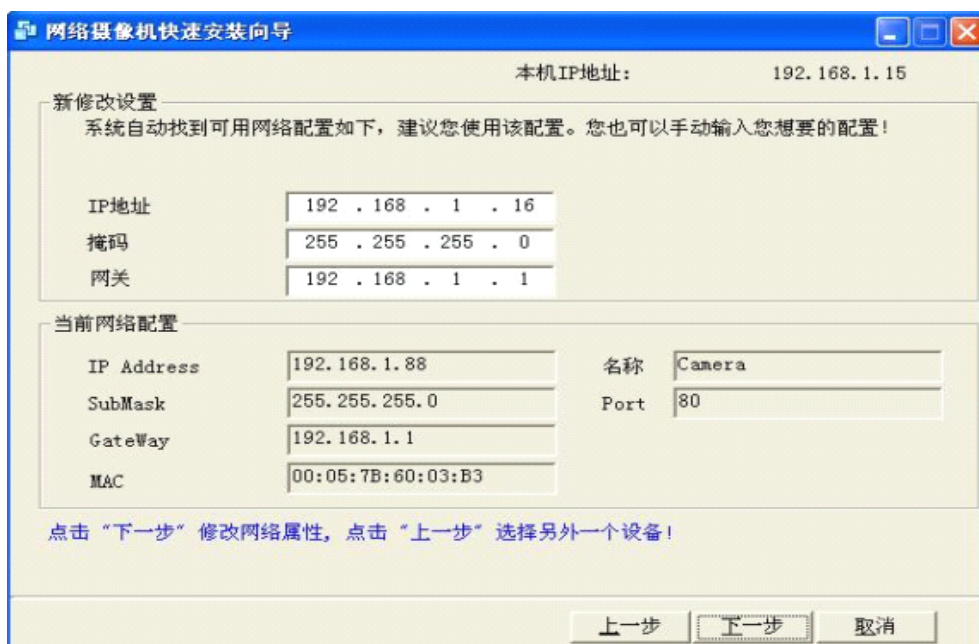 网络摄像机快速安装向导
本机IP地址: 192.168.1.15
新修改设置
系统自动找到可用网络配置如下，建议您使用该配置。您也可以手动输入您想要的配置!
IP地址 192 . 168 . 1 . 16
掩码 255 . 255 . 255 . 0
网关 192 . 168 . 1 . 1
当前网络配置
IP Address 192.168.1.88 名称 Camera
SubMask 255.255.255.0 Port 80
GateWay 192.168.1.1
MAC 00:05:7B:60:03:B3
点击 “下一步” 修改网络属性, 点击 “上一步” 选择另外一个设备!
上一步 下一步 取消